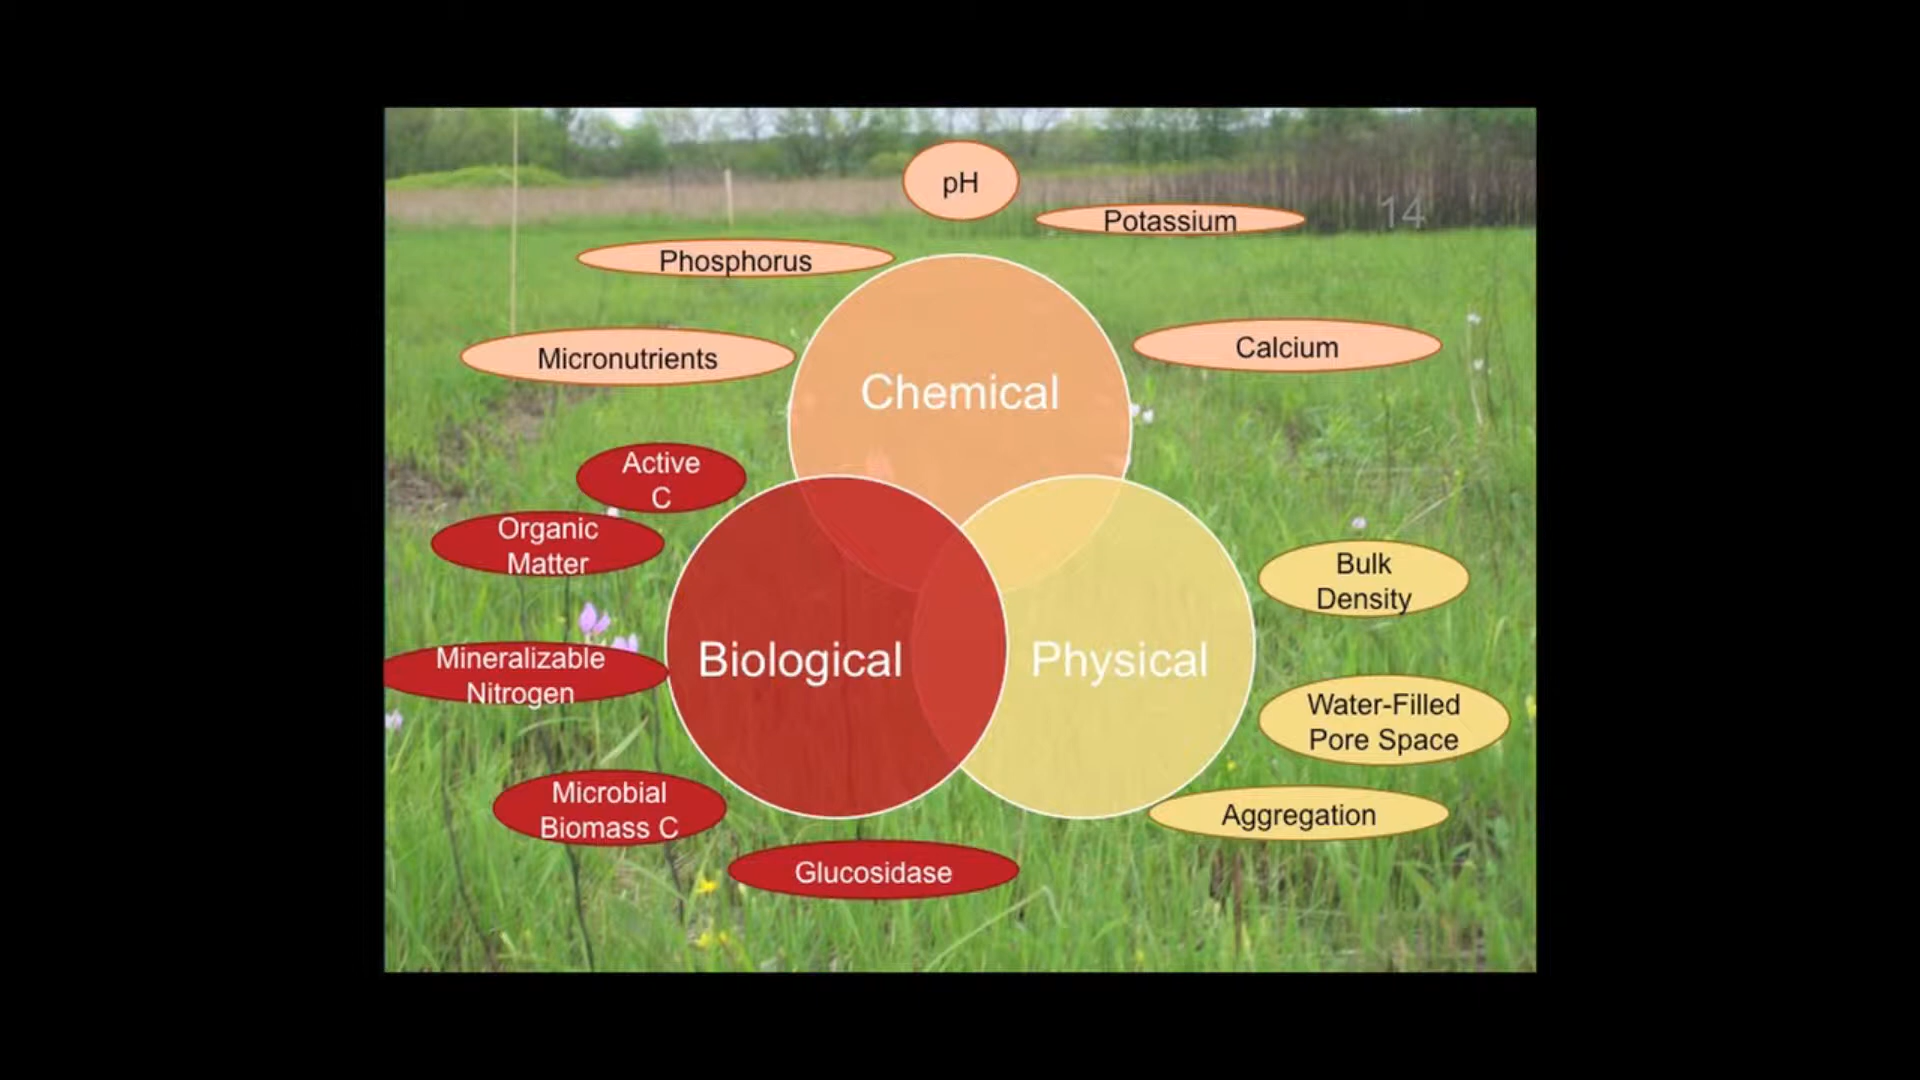 pH
Potassium
14
Phosphorus
Micronutrients
Calcium
Chemical
Active
C
Organic
Matter
Bulk
Density
Mineralizable
Nitrogen
Biological
Physical
Water-Filled
Pore Space
Microbial
Biomass C
Aggregation
Glucosidase